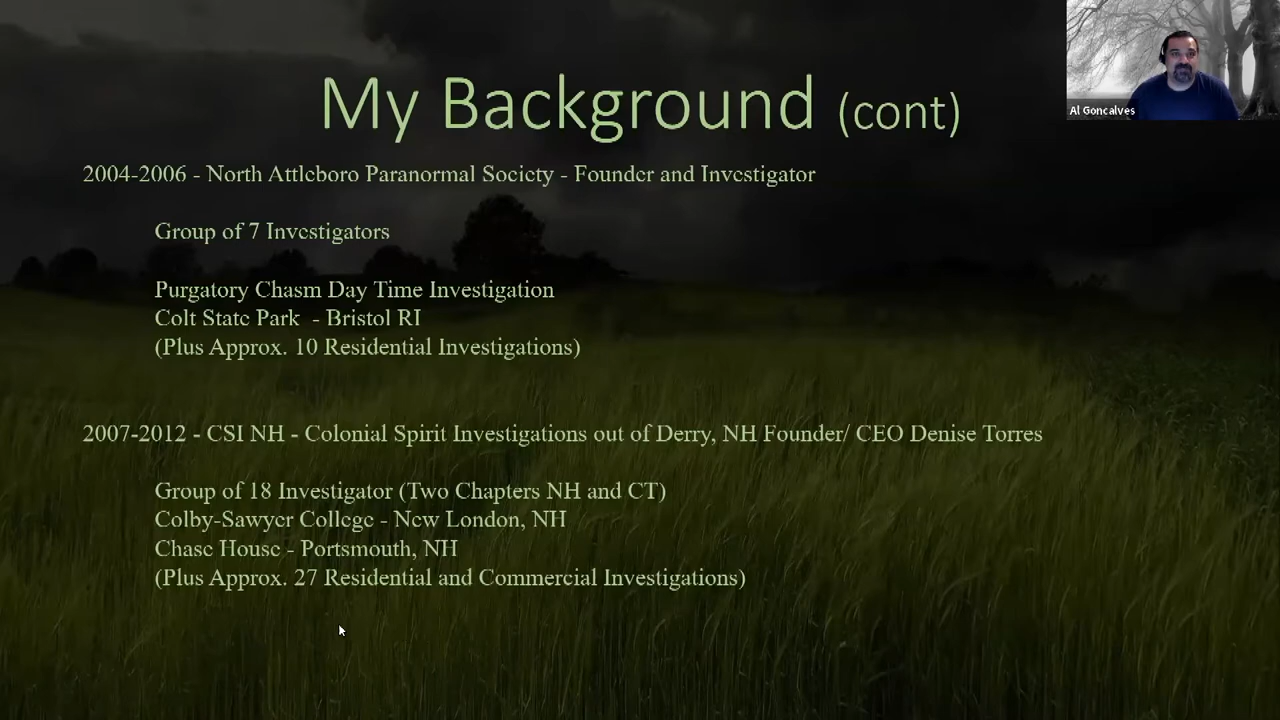 My Background (cont)
Al Goncalves
2004-2006 - North Attleboro Paranormal Society - Founder and Investigator
Group of 7 Investigators
Purgatory Chasm Day Time Investigation
Colt State Park - Bristol RI
(Plus Approx. 10 Residential Investigations)
2007-2012 - CSI NH - Colonial Spirit Investigations out of Derry, NH Founder/ CEO Denise Torres
Group of 18 Investigator (Two Chapters NH and CT)
Colby-Sawyer College - New London, NH
Chase House - Portsmouth, NH
(Plus Approx. 27 Residential and Commercial Investigations)